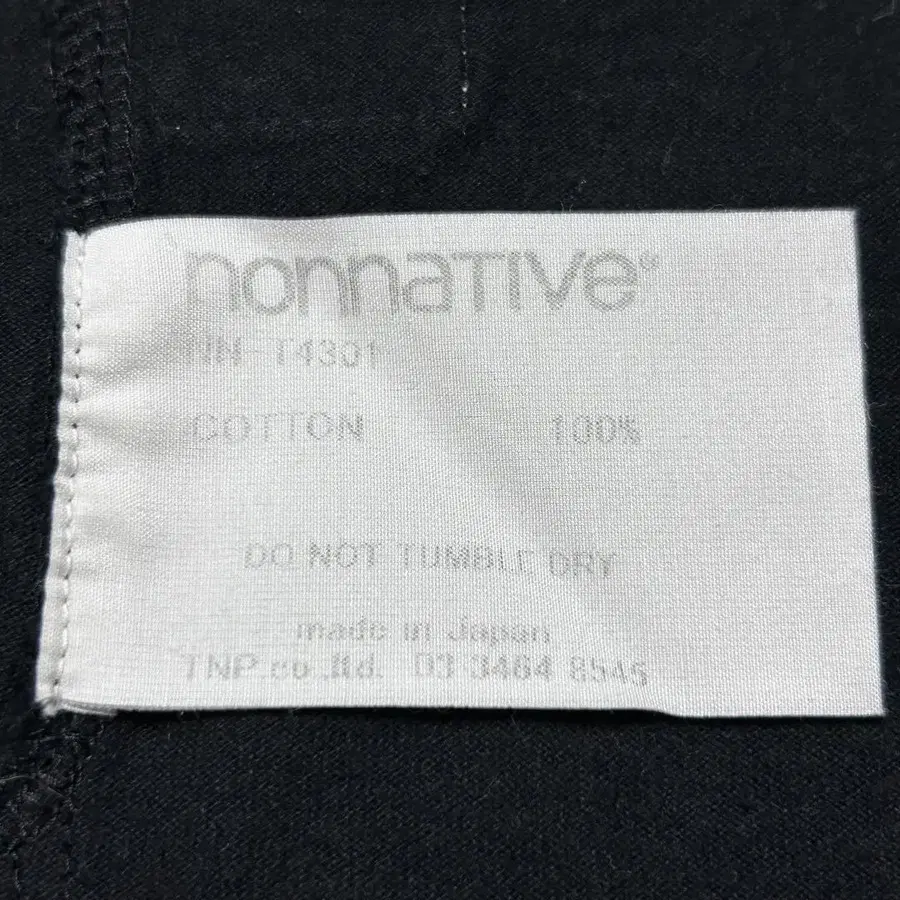 nonnaTIVe®
NN-T4301
COTTON 100%
DO NOT TUMBLE DRY
made in Japan
TNP.co.,ltd. 03 3464 8545